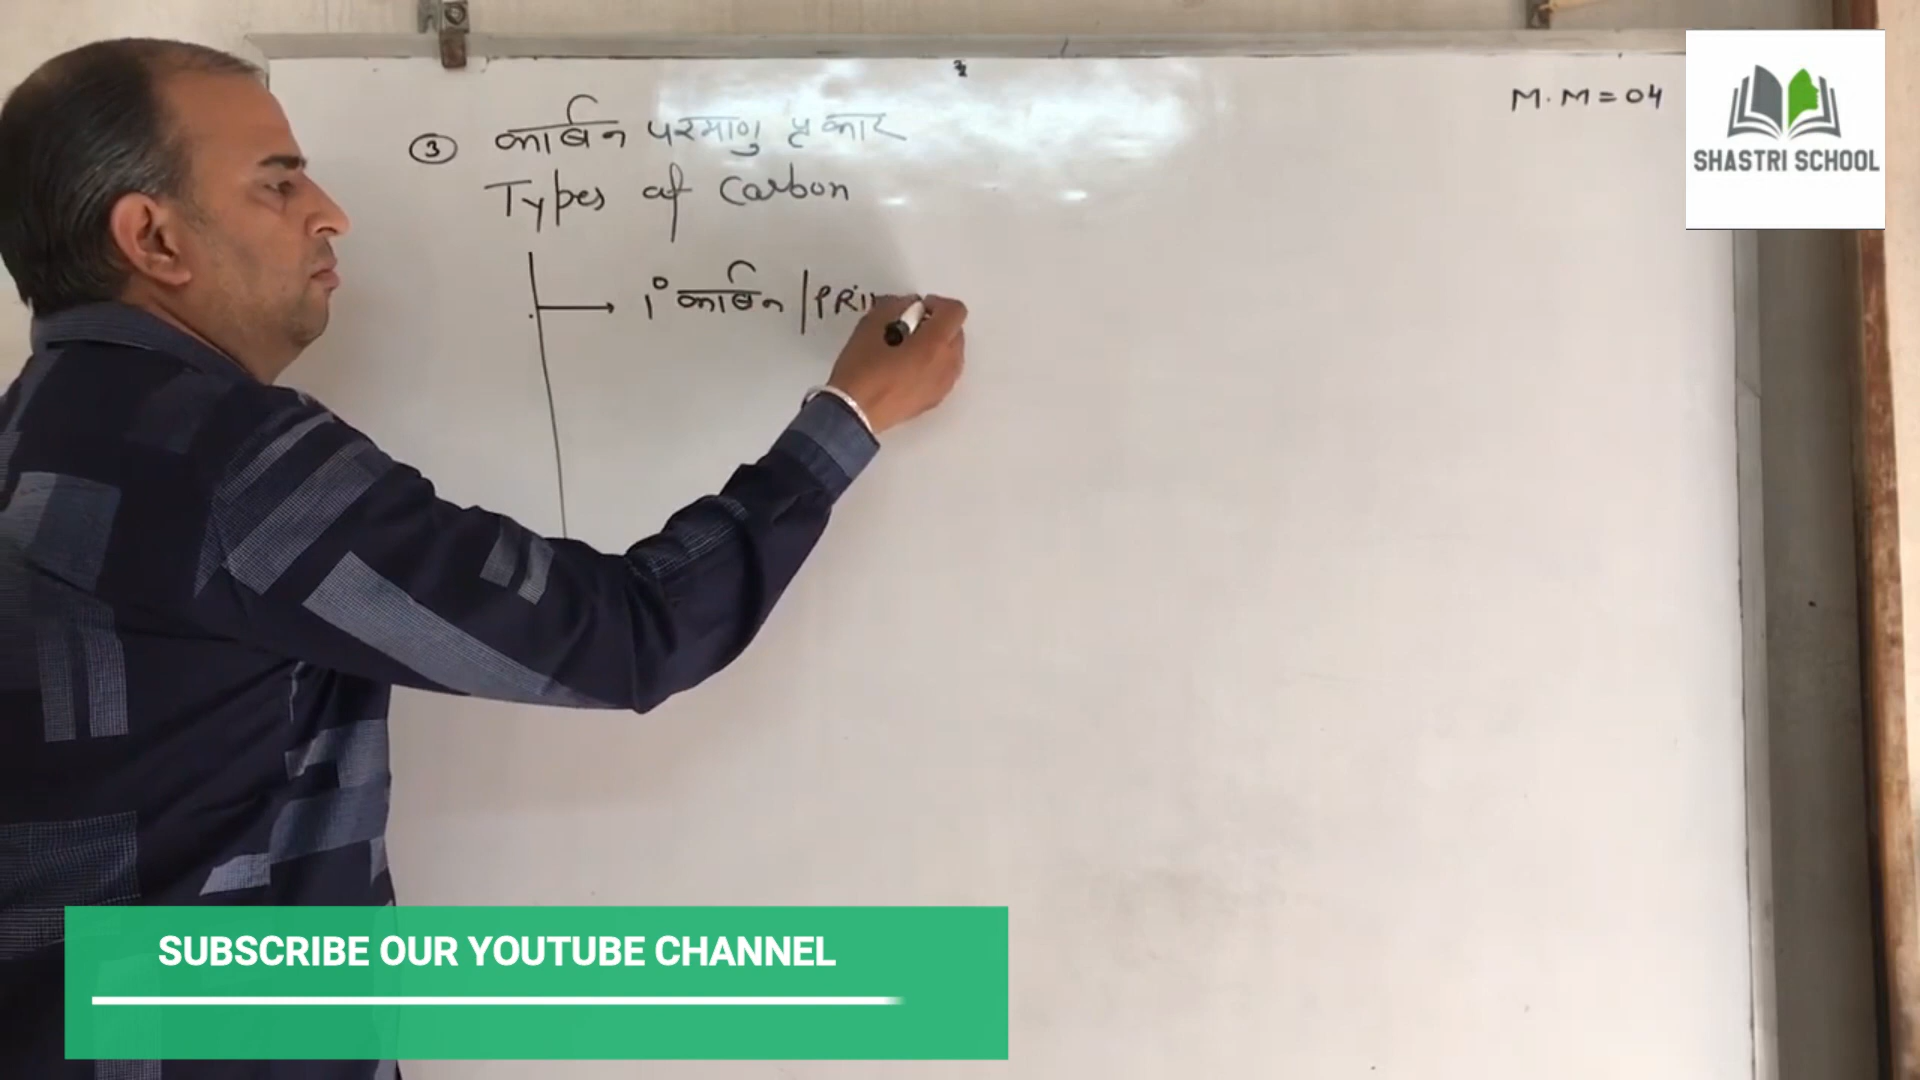 M.M = 04
SHASTRI SCHOOL
③ कार्बन परमाणु प्रकार
Types of Carbon
1° कार्बन /PRI
SUBSCRIBE OUR YOUTUBE CHANNEL